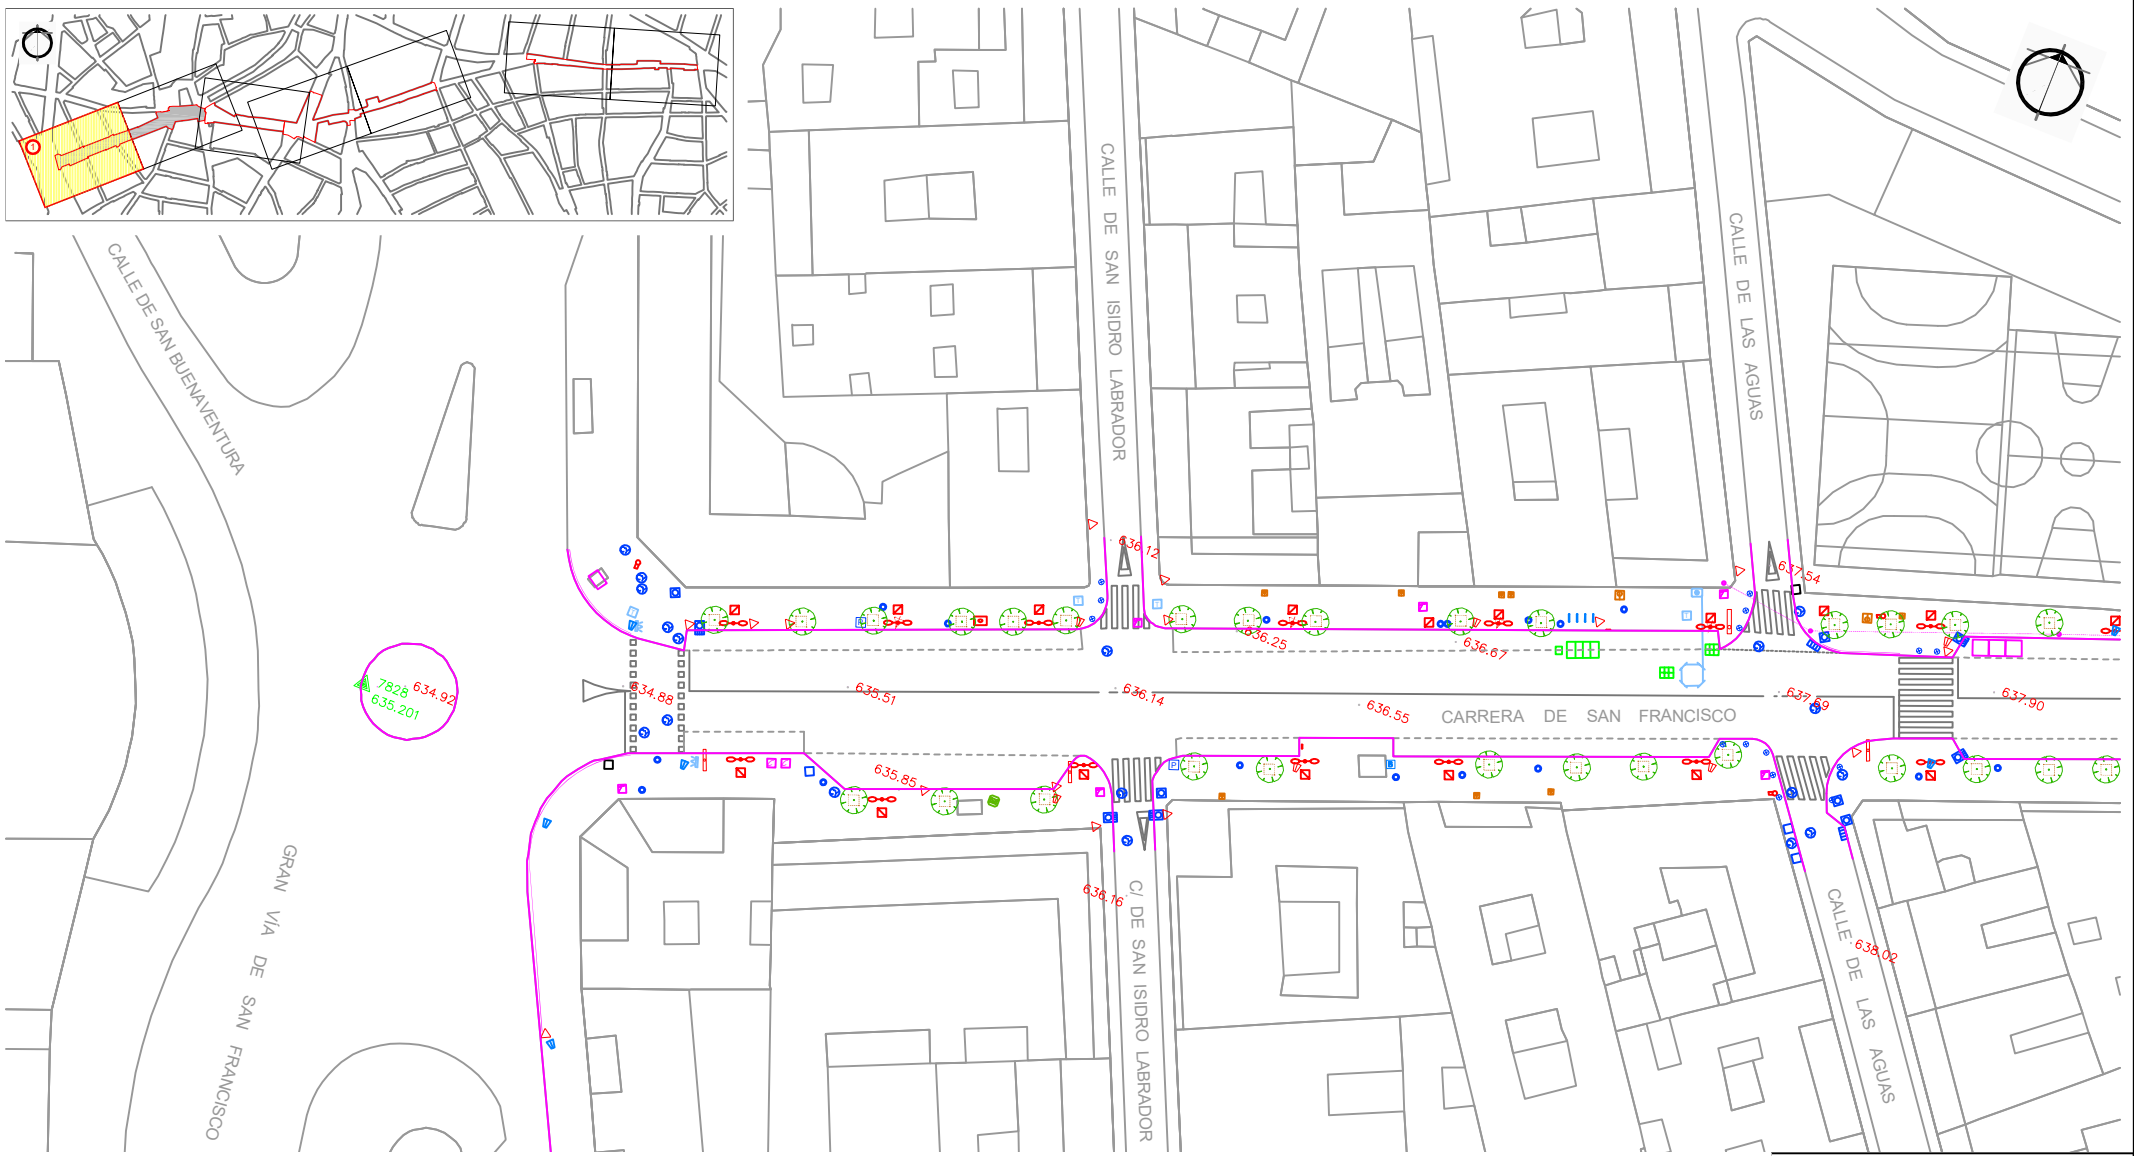 1
CALLE DE SAN BUENAVENTURA
CALLE DE SAN ISIDRO LABRADOR
CALLE DE LAS AGUAS
636.12
637.54
636.25
636.67
7828
634.92
635.201
634.88
635.51
636.14
636.55
CARRERA DE SAN FRANCISCO
637.90
635.85
P
636.16
GRAN VÍA DE SAN FRANCISCO
C/ DE SAN ISIDRO LABRADOR
CALLE DE LAS AGUAS
638.02